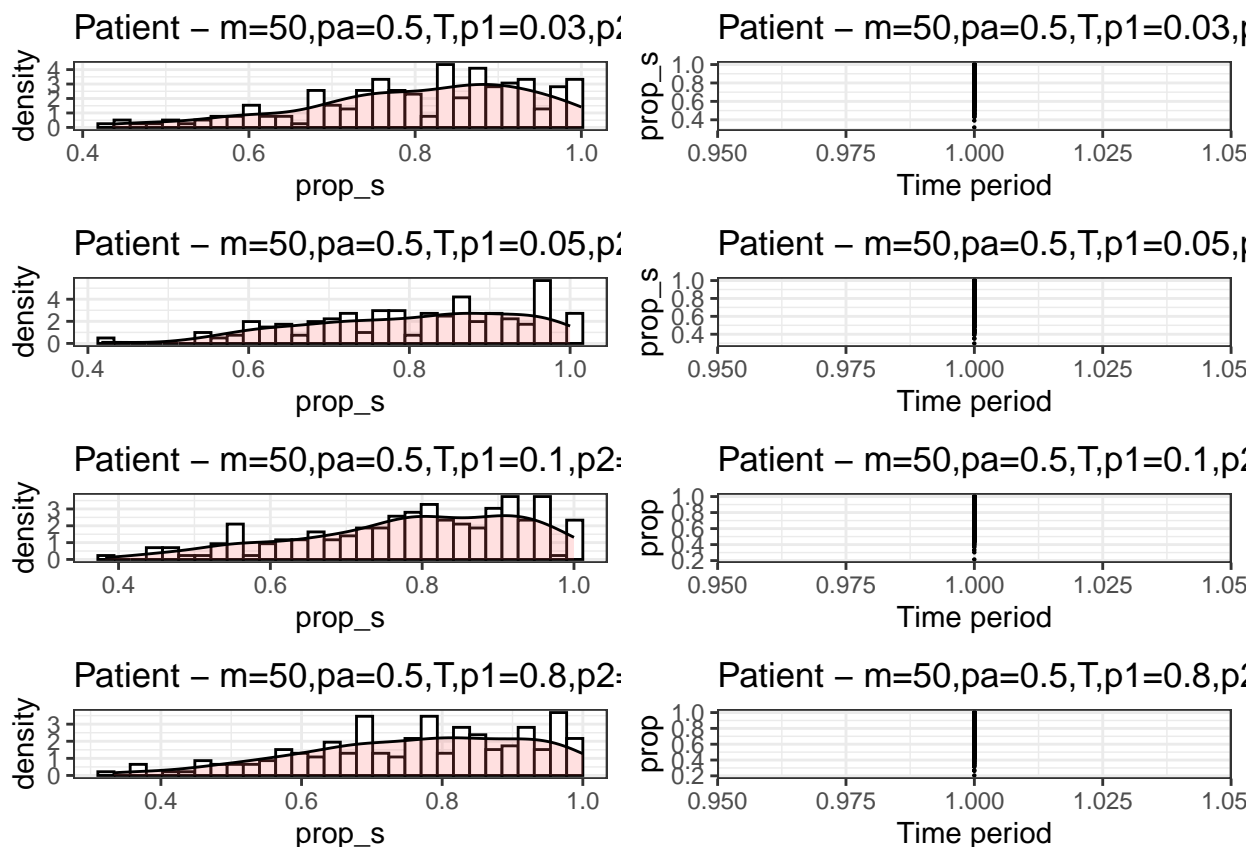 Patient – m=50,pa=0.5,T,p1=0.03,p2
density
4
3
2
1
0
0.4 0.6 0.8 1.0
prop_s
Patient – m=50,pa=0.5,T,p1=0.03,p
prop_s
1.0
0.8
0.6
0.4
0.950 0.975 1.000 1.025 1.05
Time period
Patient – m=50,pa=0.5,T,p1=0.05,p2
density
4
2
0
0.4 0.6 0.8 1.0
prop_s
Patient – m=50,pa=0.5,T,p1=0.05,p
prop_s
1.0
0.8
0.6
0.4
0.950 0.975 1.000 1.025 1.05
Time period
Patient – m=50,pa=0.5,T,p1=0.1,p2=
density
3
2
1
0
0.4 0.6 0.8 1.0
prop_s
Patient – m=50,pa=0.5,T,p1=0.1,p2
prop
1.0
0.8
0.6
0.4
0.2
0.950 0.975 1.000 1.025 1.05
Time period
Patient – m=50,pa=0.5,T,p1=0.8,p2=
density
3
2
1
0
0.4 0.6 0.8 1.0
prop_s
Patient – m=50,pa=0.5,T,p1=0.8,p2
prop
1.0
0.8
0.6
0.4
0.2
0.950 0.975 1.000 1.025 1.05
Time period